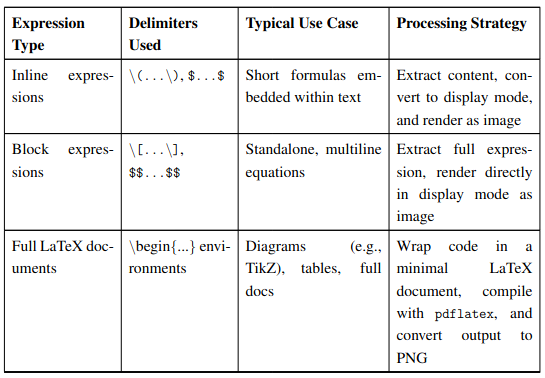 Expression Type
Delimiters Used
Typical Use Case
Processing Strategy
Inline expres-
sions
\(...\), $...$
Short formulas em-
bedded within text
Extract content, con-
vert to display mode,
and render as image
Block expres-
sions
\[...\],
$$...$$
Standalone, multiline
equations
Extract full expres-
sion, render directly
in display mode as
image
Full LaTeX doc-
uments
\begin{...} envi-
ronments
Diagrams (e.g.,
TikZ), tables, full
docs
Wrap code in a
minimal LaTeX
document, compile
with pdflatex, and
convert output to
PNG